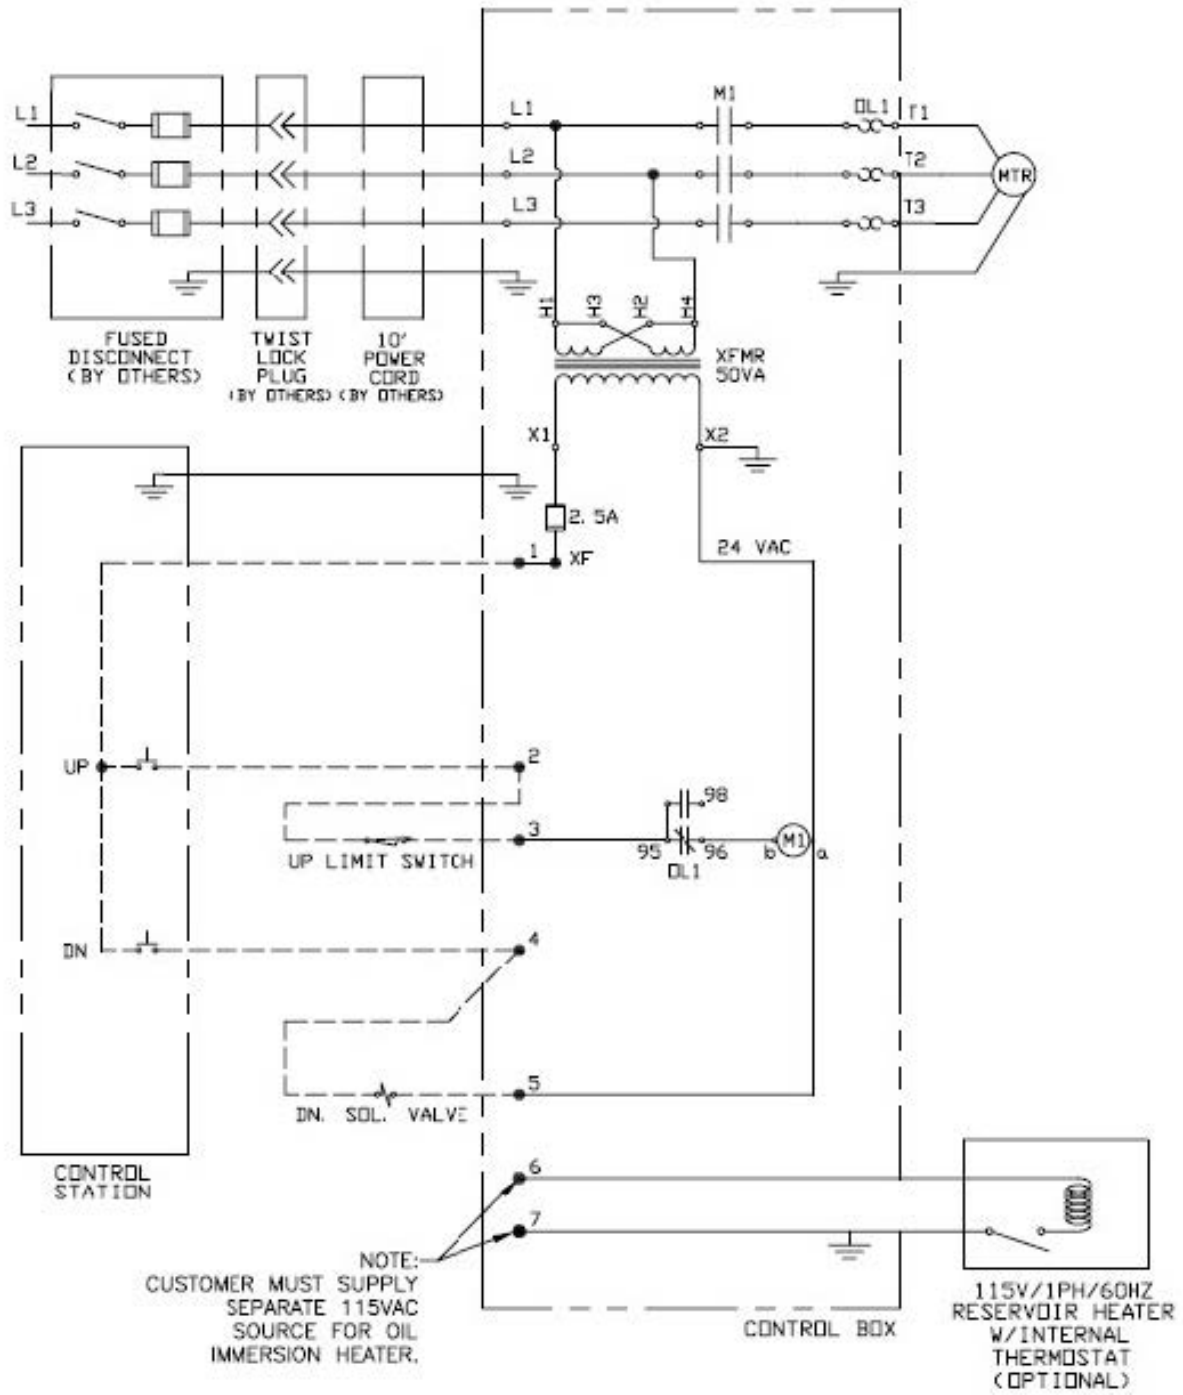 M1
L1
L1
OL1
T1
L2
L2
T2
MTR
L3
L3
T3
H1
H3
H2
H4
FUSED
DISCONNECT
(BY OTHERS)
TWIST
LOCK
PLUG
(BY OTHERS)
10'
POWER
CORD
(BY OTHERS)
XFMR
50VA
X1
X2
2.5A
1
XF
24 VAC
UP
2
98
3
95
96
b
M1
a
UP LIMIT SWITCH
OL1
DN
4
5
DN. SOL. VALVE
CONTROL
STATION
6
7
NOTE:
CUSTOMER MUST SUPPLY
SEPARATE 115VAC
SOURCE FOR OIL
IMMERSION HEATER.
CONTROL BOX
115V/1PH/60HZ
RESERVOIR HEATER
W/INTERNAL
THERMOSTAT
(OPTIONAL)